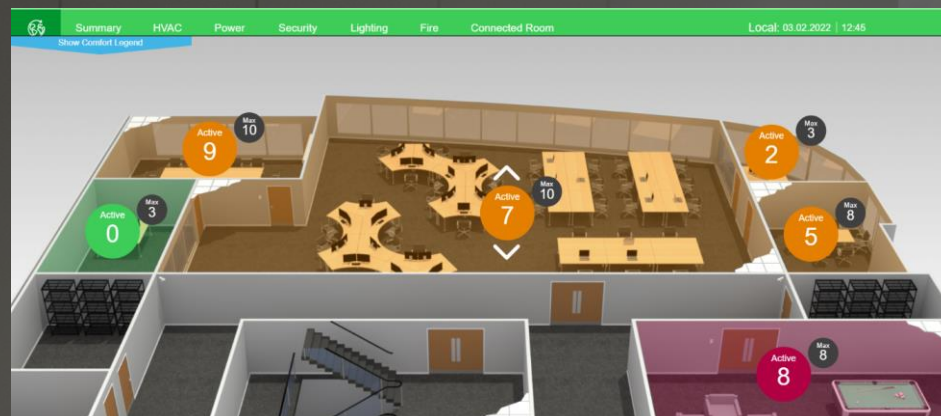 Summary HVAC Power Security Lighting Fire Connected Room Local: 03.02.2022 | 12:45
Show Comfort Legend
Active
9
Max
10
Active
2
Max
3
Active
0
Max
3
Active
7
Max
10
Active
5
Max
8
Active
8
Max
8